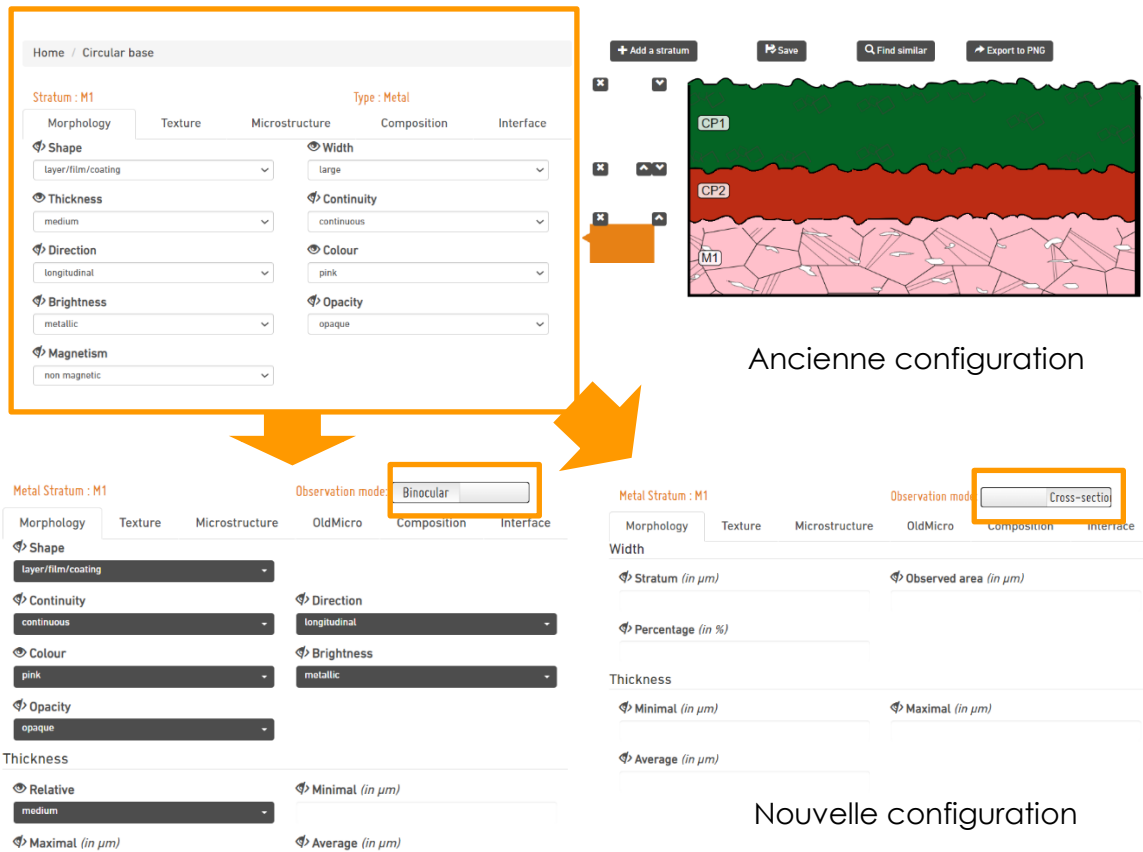 Home / Circular base
Stratum : M1 Type : Metal
Morphology Texture Microstructure Composition Interface
Shape Width
layer/film/coating large
Thickness Continuity
medium continuous
Direction Colour
longitudinal pink
Brightness Opacity
metallic opaque
Magnetism
non magnetic
Add a stratum Save Find similar Export to PNG
CP1
CP2
M1
Ancienne configuration
Metal Stratum : M1 Observation mode: Binocular
Morphology Texture Microstructure OldMicro Composition Interface
Shape
layer/film/coating
Continuity Direction
continuous longitudinal
Colour Brightness
pink metallic
Opacity
opaque
Thickness
Relative Minimal (in µm)
medium
Maximal (in µm) Average (in µm)
Metal Stratum : M1 Observation mod Cross-sectio
Morphology Texture Microstructure OldMicro Composition Interface
Width
Stratum (in µm) Observed area (in µm)
Percentage (in %)
Thickness
Minimal (in µm) Maximal (in µm)
Average (in µm)
Nouvelle configuration